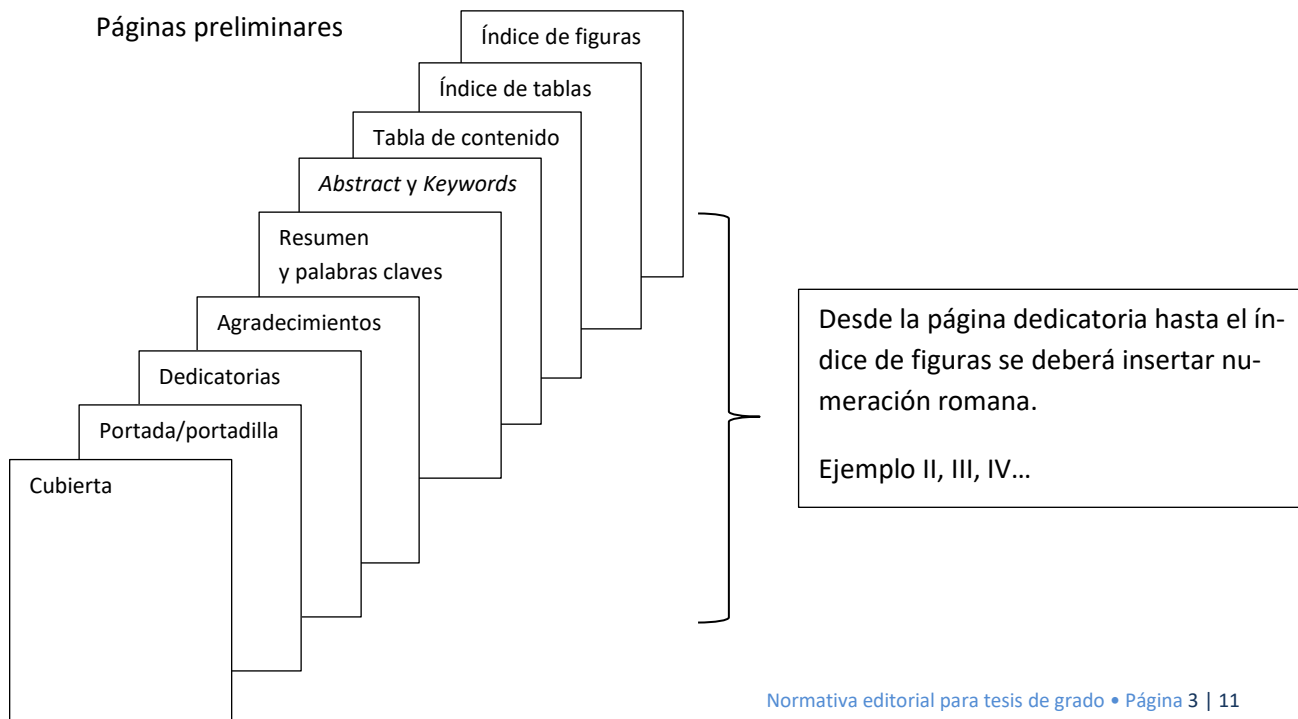 Páginas preliminares
Índice de figuras
Índice de tablas
Tabla de contenido
Abstract y Keywords
Resumen
y palabras claves
Agradecimientos
Dedicatorias
Portada/portadilla
Cubierta
Desde la página dedicatoria hasta el ín-
dice de figuras se deberá insertar nu-
meración romana.
Ejemplo II, III, IV…
Normativa editorial para tesis de grado • Página 3 | 11